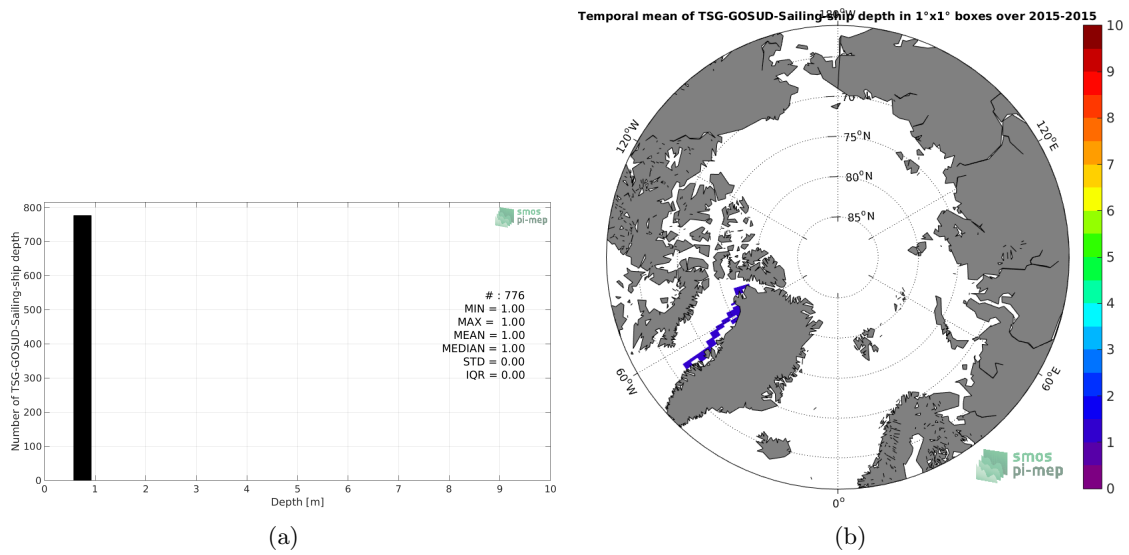 800
700
600
500
400
300
200
100
0
Number of TSG-GOSUD-Sailing-ship depth
smos
pi-mep
# : 776
MIN = 1.00
MAX = 1.00
MEAN = 1.00
MEDIAN = 1.00
STD = 0.00
IQR = 0.00
0 1 2 3 4 5 6 7 8 9 10
Depth [m]
(a)
Temporal mean of TSG-GOSUD-Sailing-ship depth in 1°x1° boxes over 2015-2015
180°W
120°W
120°E
70
75°N
80°N
85°N
60°W
60°E
0°
smos
pi-mep
10
9
8
7
6
5
4
3
2
1
0
(b)